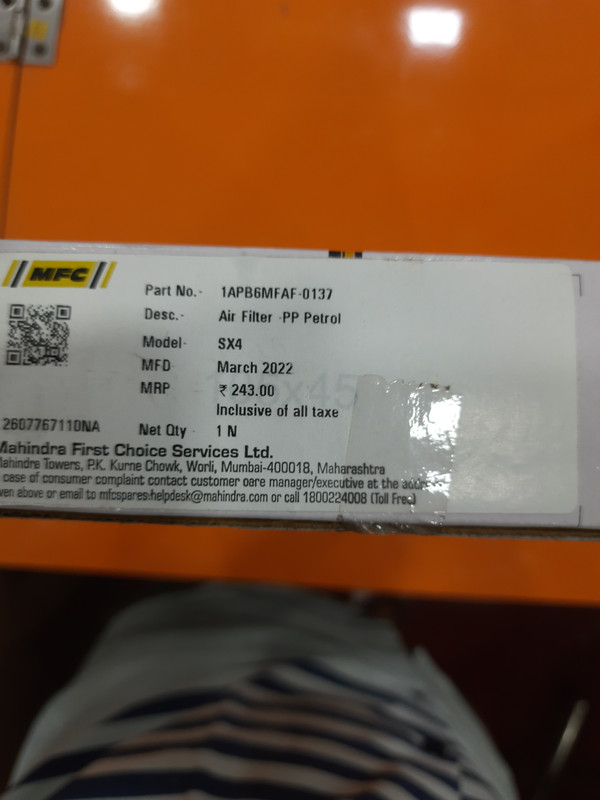 MFC
Part No.- 1APB6MFAF-0137
Desc.- Air Filter -PP Petrol
Model- SX4
MFD March 2022
MRP ₹ 243.00
Inclusive of all taxe
2607767110NA Net Qty 1 N
Mahindra First Choice Services Ltd.
Mahindra Towers, P.K. Kurne Chowk, Worli, Mumbai-400018, Maharashtra
case of consumer complaint contact customer care manager/executive at the
above or email to mfcspares:helpdesk@mahindra.com or call 1800224008 (Toll Free)